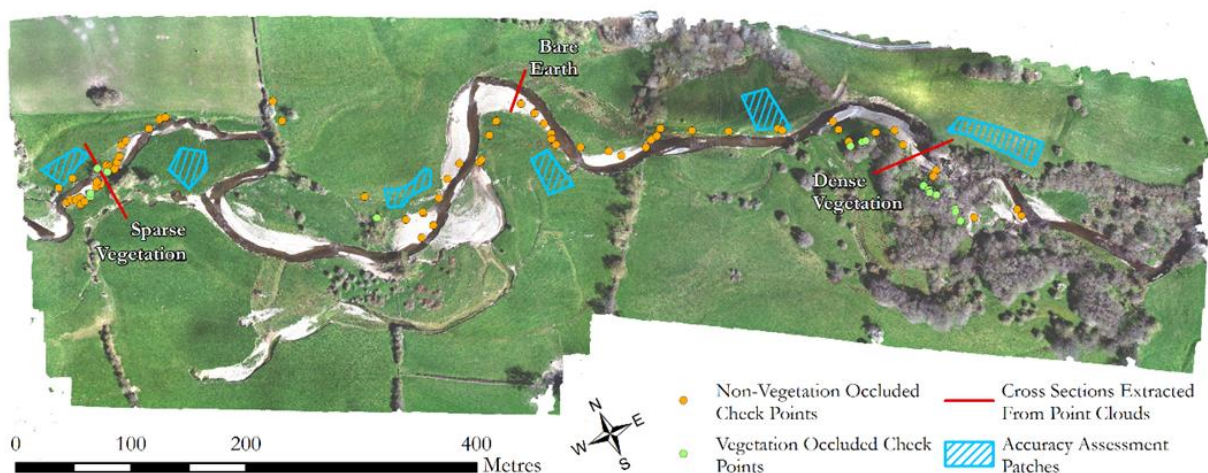 Bare
Earth
Sparse
Vegetation
Dense
Vegetation
0 100 200 400
Metres
N
E
W
S
Non-Vegetation Occluded
Check Points
Vegetation Occluded Check
Points
Cross Sections Extracted
From Point Clouds
Accuracy Assessment
Patches